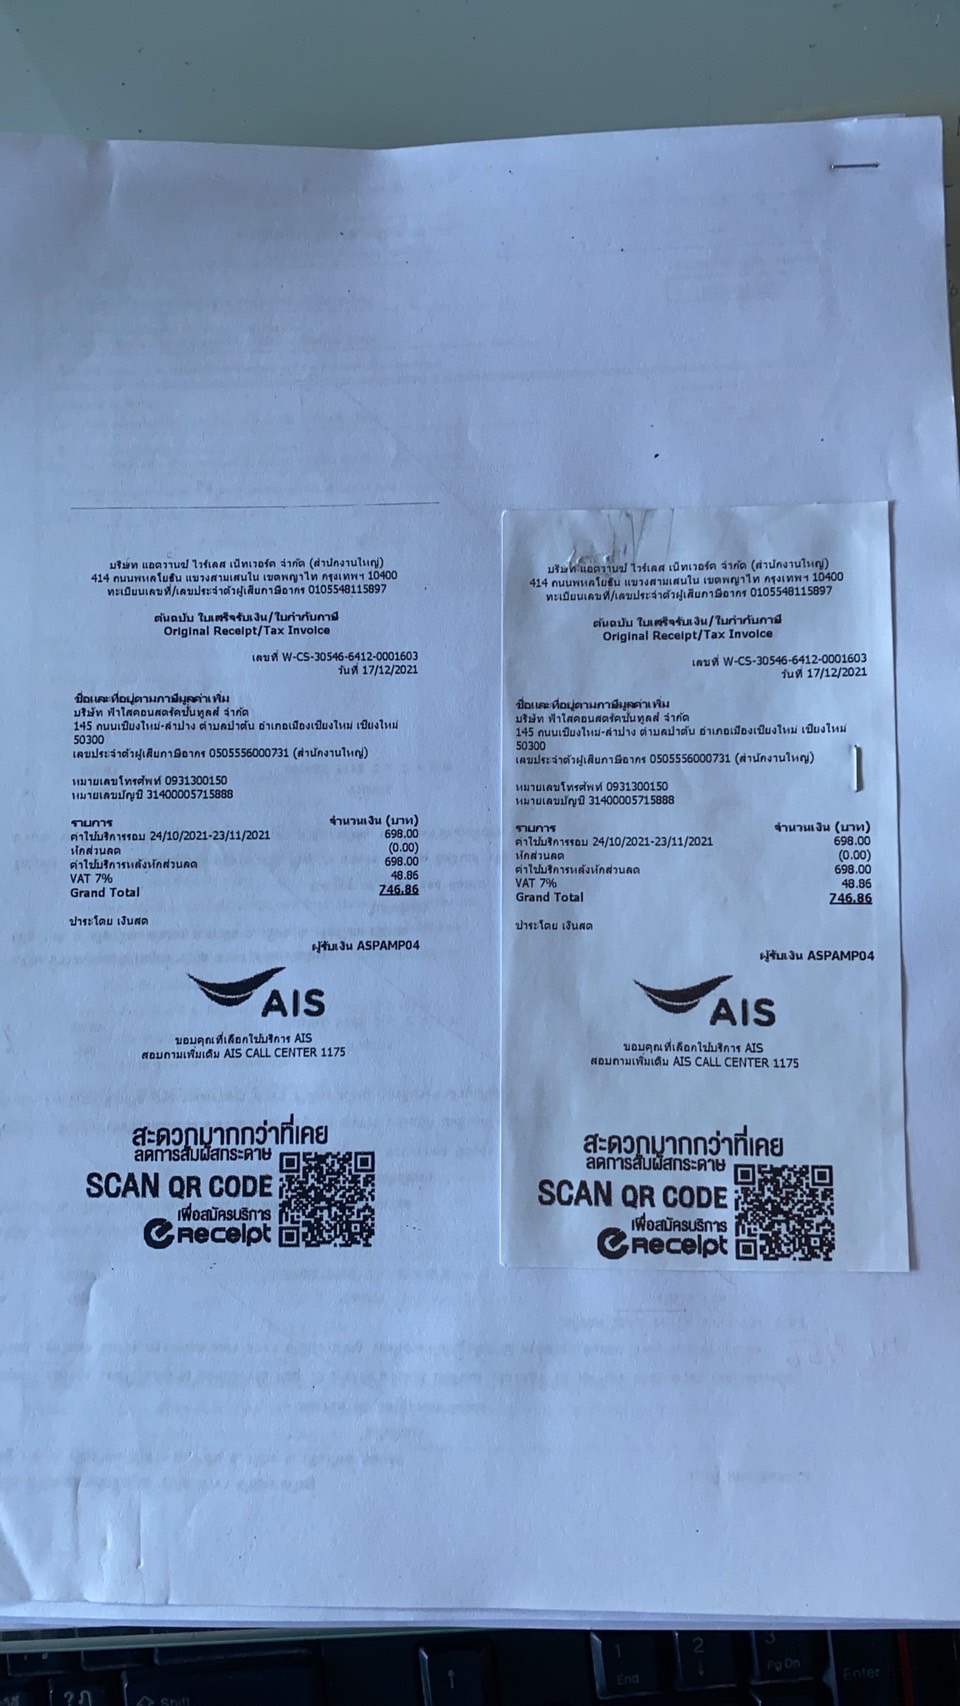 บริษัท แอดวานซ์ ไวร์เลส เน็ทเวอร์ค จำกัด (สำนักงานใหญ่)
414 ถนนพหลโยธิน แขวงสามเสนใน เขตพญาไท กรุงเทพฯ 10400
ทะเบียนเลขที่/เลขประจำตัวผู้เสียภาษีอากร 0105548115897
ต้นฉบับ ใบเสร็จรับเงิน/ใบกำกับภาษี
Original Receipt/Tax Invoice
เลขที่ W-CS-30546-6412-0001603
วันที่ 17/12/2021
ชื่อและที่อยู่ตามภาษีมูลค่าเพิ่ม
บริษัท ฟ้าใสคอนสตรัคชั่นทูลส์ จำกัด
145 ถนนเชียงใหม่-ลำปาง ตำบลป่าตัน อำเภอเมืองเชียงใหม่ เชียงใหม่
50300
เลขประจำตัวผู้เสียภาษีอากร 0505556000731 (สำนักงานใหญ่)
หมายเลขโทรศัพท์ 0931300150
หมายเลขบัญชี 31400005715888
รายการ จำนวนเงิน (บาท)
ค่าใช้บริการรอบ 24/10/2021-23/11/2021 698.00
หักส่วนลด (0.00)
ค่าใช้บริการหลังหักส่วนลด 698.00
VAT 7% 48.86
Grand Total 746.86
ชำระโดย เงินสด
ผู้รับเงิน ASPAMP04
AIS
ขอบคุณที่เลือกใช้บริการ AIS
สอบถามเพิ่มเติม AIS CALL CENTER 1175
สะดวกมากกว่าที่เคย
ลดการสัมผัสกระดาษ
SCAN QR CODE
เพื่อสมัครบริการ
eReceipt
บริษัท แอดวานซ์ ไวร์เลส เน็ทเวอร์ค จำกัด (สำนักงานใหญ่)
414 ถนนพหลโยธิน แขวงสามเสนใน เขตพญาไท กรุงเทพฯ 10400
ทะเบียนเลขที่/เลขประจำตัวผู้เสียภาษีอากร 0105548115897
ต้นฉบับ ใบเสร็จรับเงิน/ใบกำกับภาษี
Original Receipt/Tax Invoice
เลขที่ W-CS-30546-6412-0001603
วันที่ 17/12/2021
ชื่อและที่อยู่ตามภาษีมูลค่าเพิ่ม
บริษัท ฟ้าใสคอนสตรัคชั่นทูลส์ จำกัด
145 ถนนเชียงใหม่-ลำปาง ตำบลป่าตัน อำเภอเมืองเชียงใหม่ เชียงใหม่
50300
เลขประจำตัวผู้เสียภาษีอากร 0505556000731 (สำนักงานใหญ่)
หมายเลขโทรศัพท์ 0931300150
หมายเลขบัญชี 31400005715888
รายการ จำนวนเงิน (บาท)
ค่าใช้บริการรอบ 24/10/2021-23/11/2021 698.00
หักส่วนลด (0.00)
ค่าใช้บริการหลังหักส่วนลด 698.00
VAT 7% 48.86
Grand Total 746.86
ชำระโดย เงินสด
ผู้รับเงิน ASPAMP04
AIS
ขอบคุณที่เลือกใช้บริการ AIS
สอบถามเพิ่มเติม AIS CALL CENTER 1175
สะดวกมากกว่าที่เคย
ลดการสัมผัสกระดาษ
SCAN QR CODE
เพื่อสมัครบริการ
eReceipt
1 End
2
3 Pg Dn
Enter
Shift